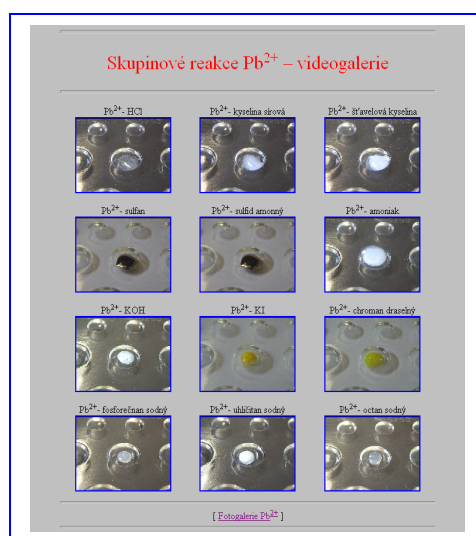 Skupinové reakce Pb²⁺ – videogalerie
Pb²⁺- HCl
Pb²⁺- kyselina sírová
Pb²⁺- šťavelová kyselina
Pb²⁺- sulfan
Pb²⁺- sulfid amonný
Pb²⁺- amoniak
Pb²⁺- KOH
Pb²⁺- KI
Pb²⁺- chroman draselný
Pb²⁺- fosforečnan sodný
Pb²⁺- uhličitan sodný
Pb²⁺- octan sodný
[ Fotogalerie Pb²⁺ ]